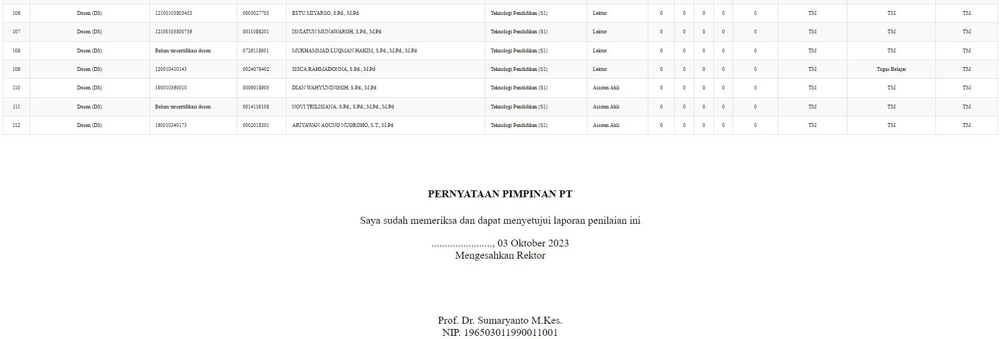 106 Dosen (DS) 12100103803453 0003027705 ESTU MIYARSO, S.Pd., M.Pd Teknologi Pendidikan (S1) Lektor 0 0 0 0 0 TM TM TM
107 Dosen (DS) 12100103800756 0011088201 ISNIATUN MUNAWAROH, S.Pd., M.Pd Teknologi Pendidikan (S1) Lektor 0 0 0 0 0 TM TM TM
108 Dosen (DS) Belum tersertifikasi dosen 0726118901 MUKHAMMAD LUQMAN HAKIM, S.Pd., M.Pd., M.Pd Teknologi Pendidikan (S1) Lektor 0 0 0 0 0 TM TM TM
109 Dosen (DS) 120010410143 0024078402 SISCA RAHMADONNA, S.Pd., M.Pd Teknologi Pendidikan (S1) Lektor 0 0 0 0 0 TM Tugas Belajar TM
110 Dosen (DS) 190010360010 0009018903 DIAN WAHYUNINGSIH, S.Pd., M.Pd Teknologi Pendidikan (S1) Asisten Ahli 0 0 0 0 0 TM TM TM
111 Dosen (DS) Belum tersertifikasi dosen 0014119108 NOVI TRILISIANA, S.Pd., S.Pd., M.Pd., M.Pd Teknologi Pendidikan (S1) Asisten Ahli 0 0 0 0 0 TM TM TM
112 Dosen (DS) 160010340173 0002018301 ARIYAWAN AGUNG NUGROHO, S.T., M.Pd Teknologi Pendidikan (S1) Asisten Ahli 0 0 0 0 0 TM TM TM
PERNYATAAN PIMPINAN PT
Saya sudah memeriksa dan dapat menyetujui laporan penilaian ini
......................., 03 Oktober 2023
Mengesahkan Rektor
Prof. Dr. Sumaryanto M.Kes.
NIP. 196503011990011001